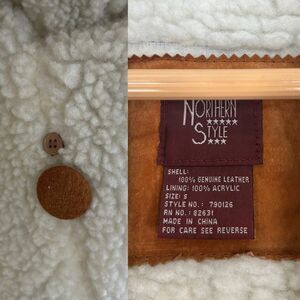 NORTHERN
STYLE
SHELL:
100% GENUINE LEATHER
LINING: 100% ACRYLIC
SIZE: S
STYLE NO.: 790126
RN NO.: 82631
MADE IN
CHINA
FOR CARE SEE REVERSE